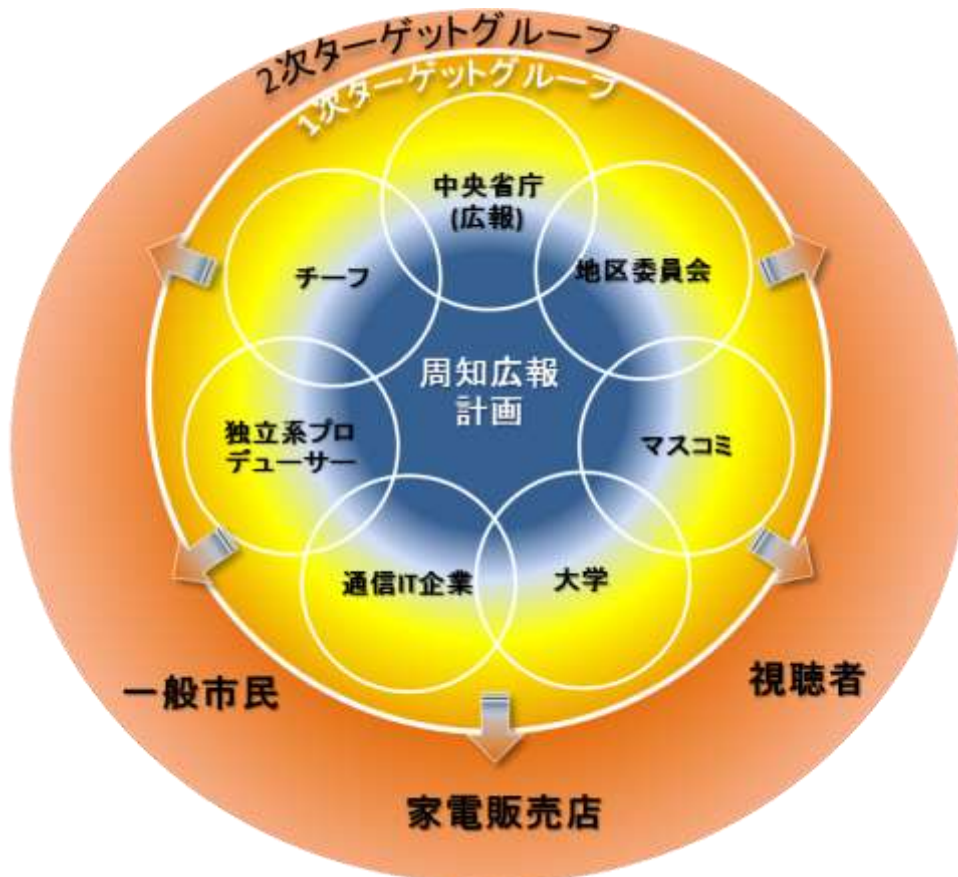 2次ターゲットグループ
1次ターゲットグループ
中央省庁
(広報)
チーフ
地区委員会
周知広報
計画
独立系プロ
デューサー
マスコミ
通信IT企業
大学
一般市民
視聴者
家電販売店